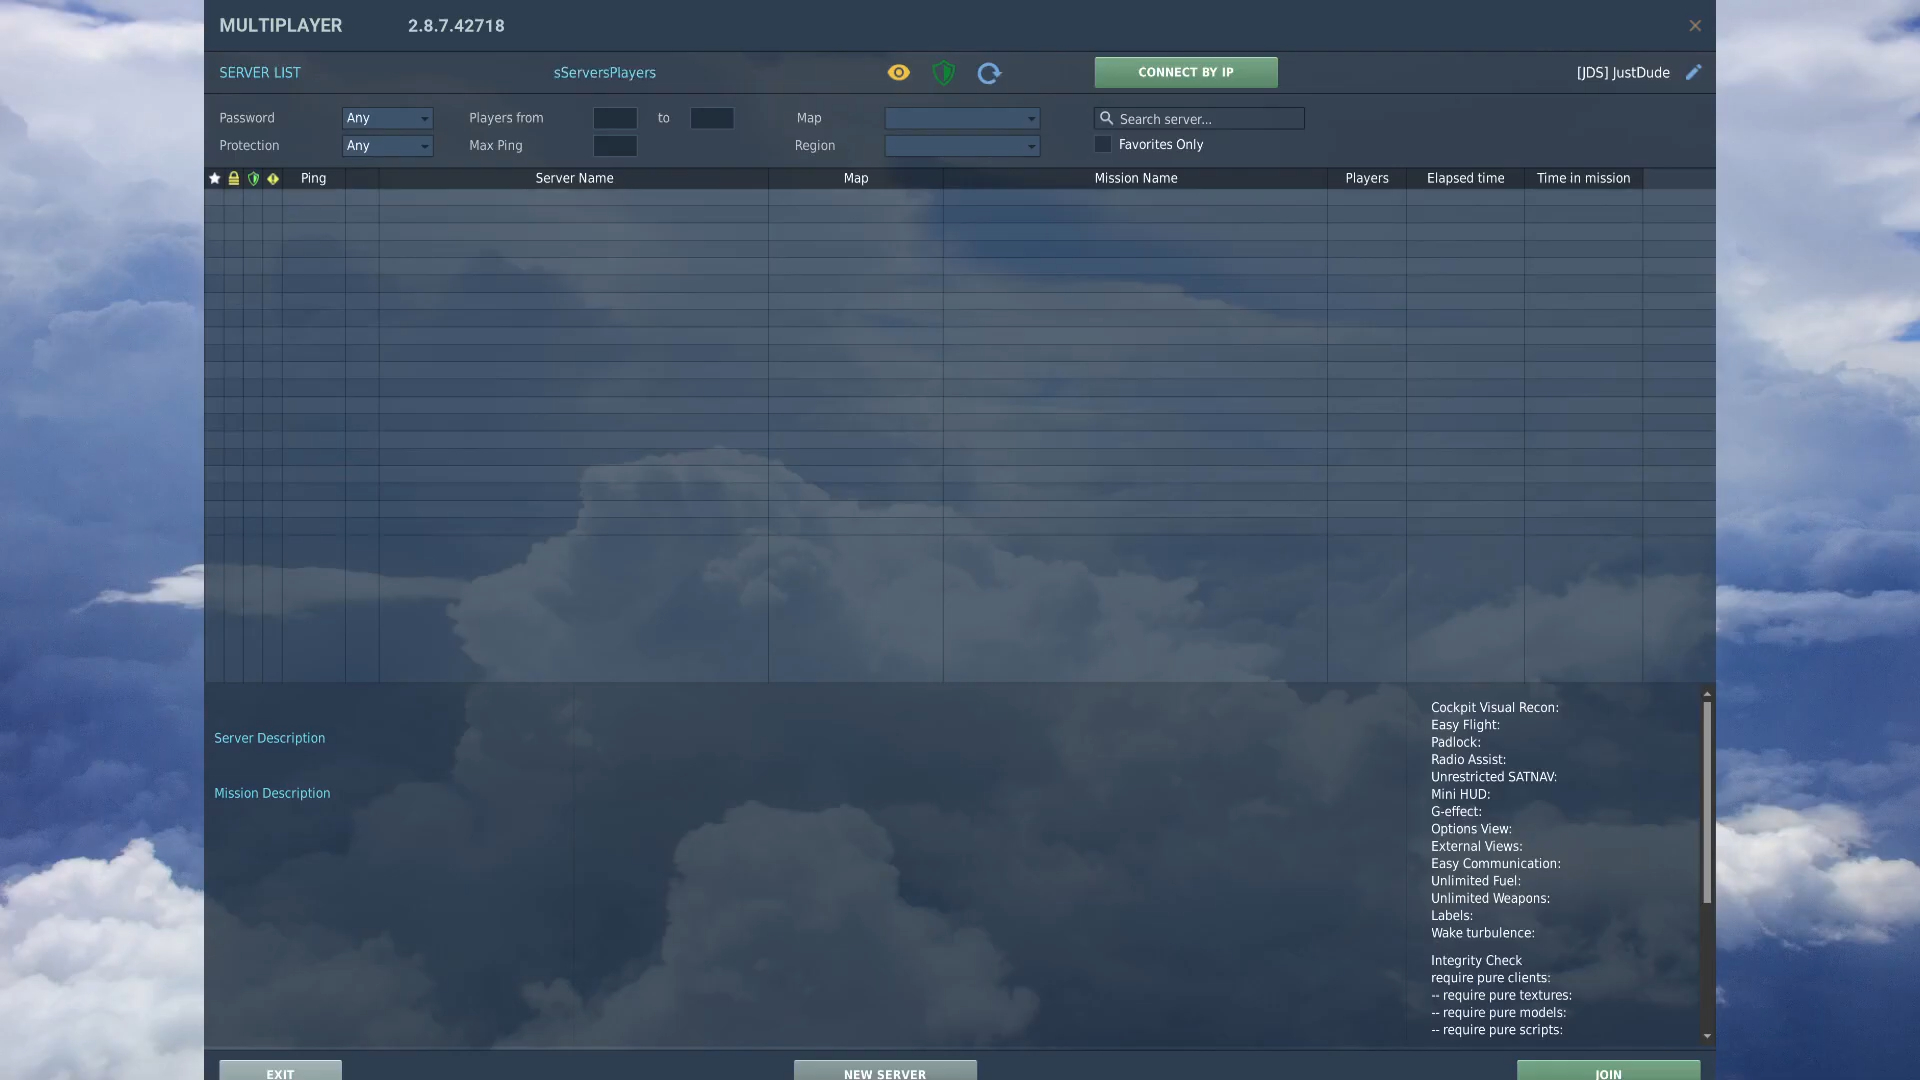 MULTIPLAYER 2.8.7.42718
SERVER LIST sServersPlayers CONNECT BY IP [JDS] JustDude
Password Any Players from to Map Search server...
Protection Any Max Ping Region Favorites Only
Ping Server Name Map Mission Name Players Elapsed time Time in mission
Server Description
Mission Description
Cockpit Visual Recon:
Easy Flight:
Padlock:
Radio Assist:
Unrestricted SATNAV:
Mini HUD:
G-effect:
Options View:
External Views:
Easy Communication:
Unlimited Fuel:
Unlimited Weapons:
Labels:
Wake turbulence:
Integrity Check
require pure clients:
-- require pure textures:
-- require pure models:
-- require pure scripts:
EXIT NEW SERVER JOIN